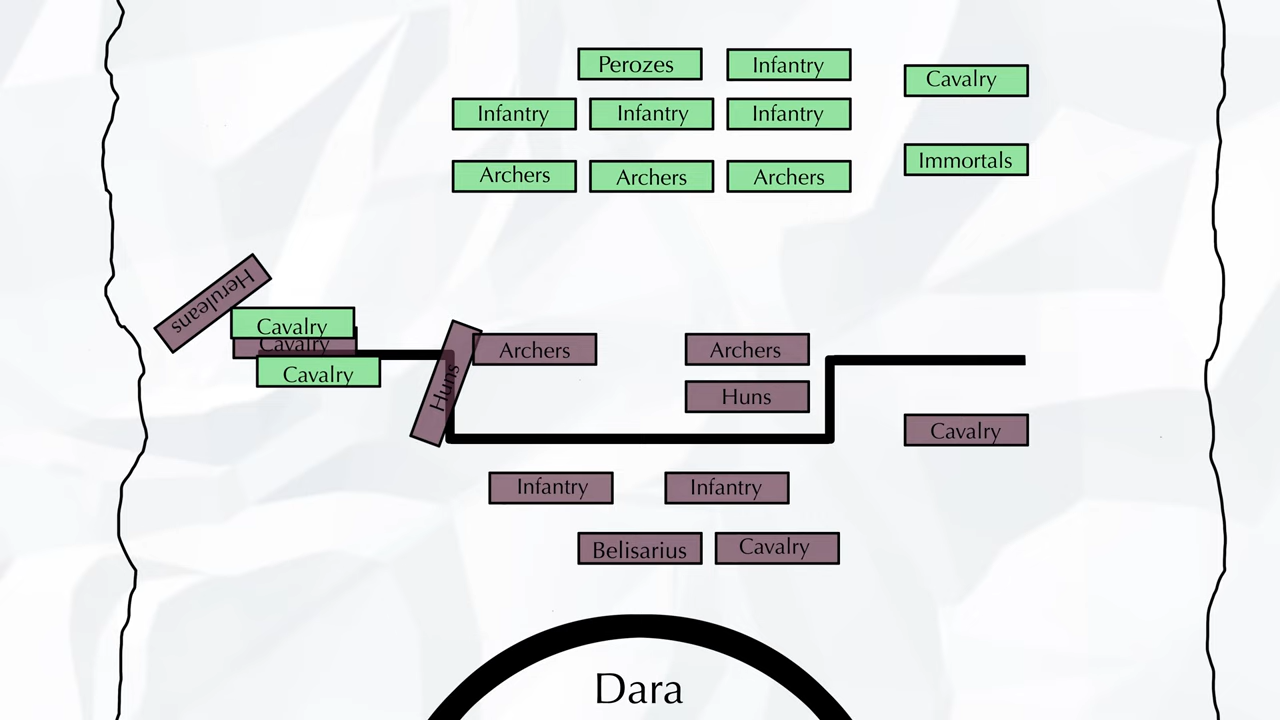 Perozes
Infantry
Cavalry
Infantry
Infantry
Infantry
Immortals
Archers
Archers
Archers
Heruleans
Cavalry
Cavalry
Cavalry
Huns
Archers
Archers
Huns
Cavalry
Infantry
Infantry
Belisarius
Cavalry
Dara